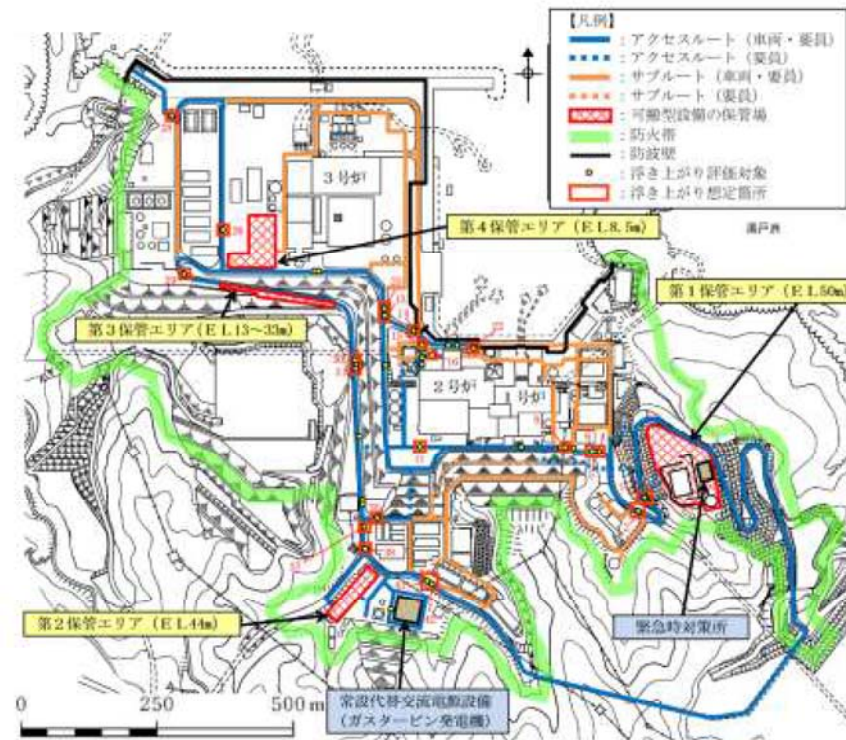 【凡例】
：アクセスルート（車両・要員）
：アクセスルート（要員）
：サブルート（車両・要員）
：サブルート（要員）
：可搬型設備の保管場
：防火帯
：防波壁
：浮き上がり評価対象
：浮き上がり想定箇所
3号炉
第4保管エリア（EL8.5m）
第1保管エリア（EL50m）
第3保管エリア（EL13～33m）
2号炉
1号炉
第2保管エリア（EL44m）
緊急時対策所
常設代替交流電源設備
（ガスタービン発電機）
0 250 500 m